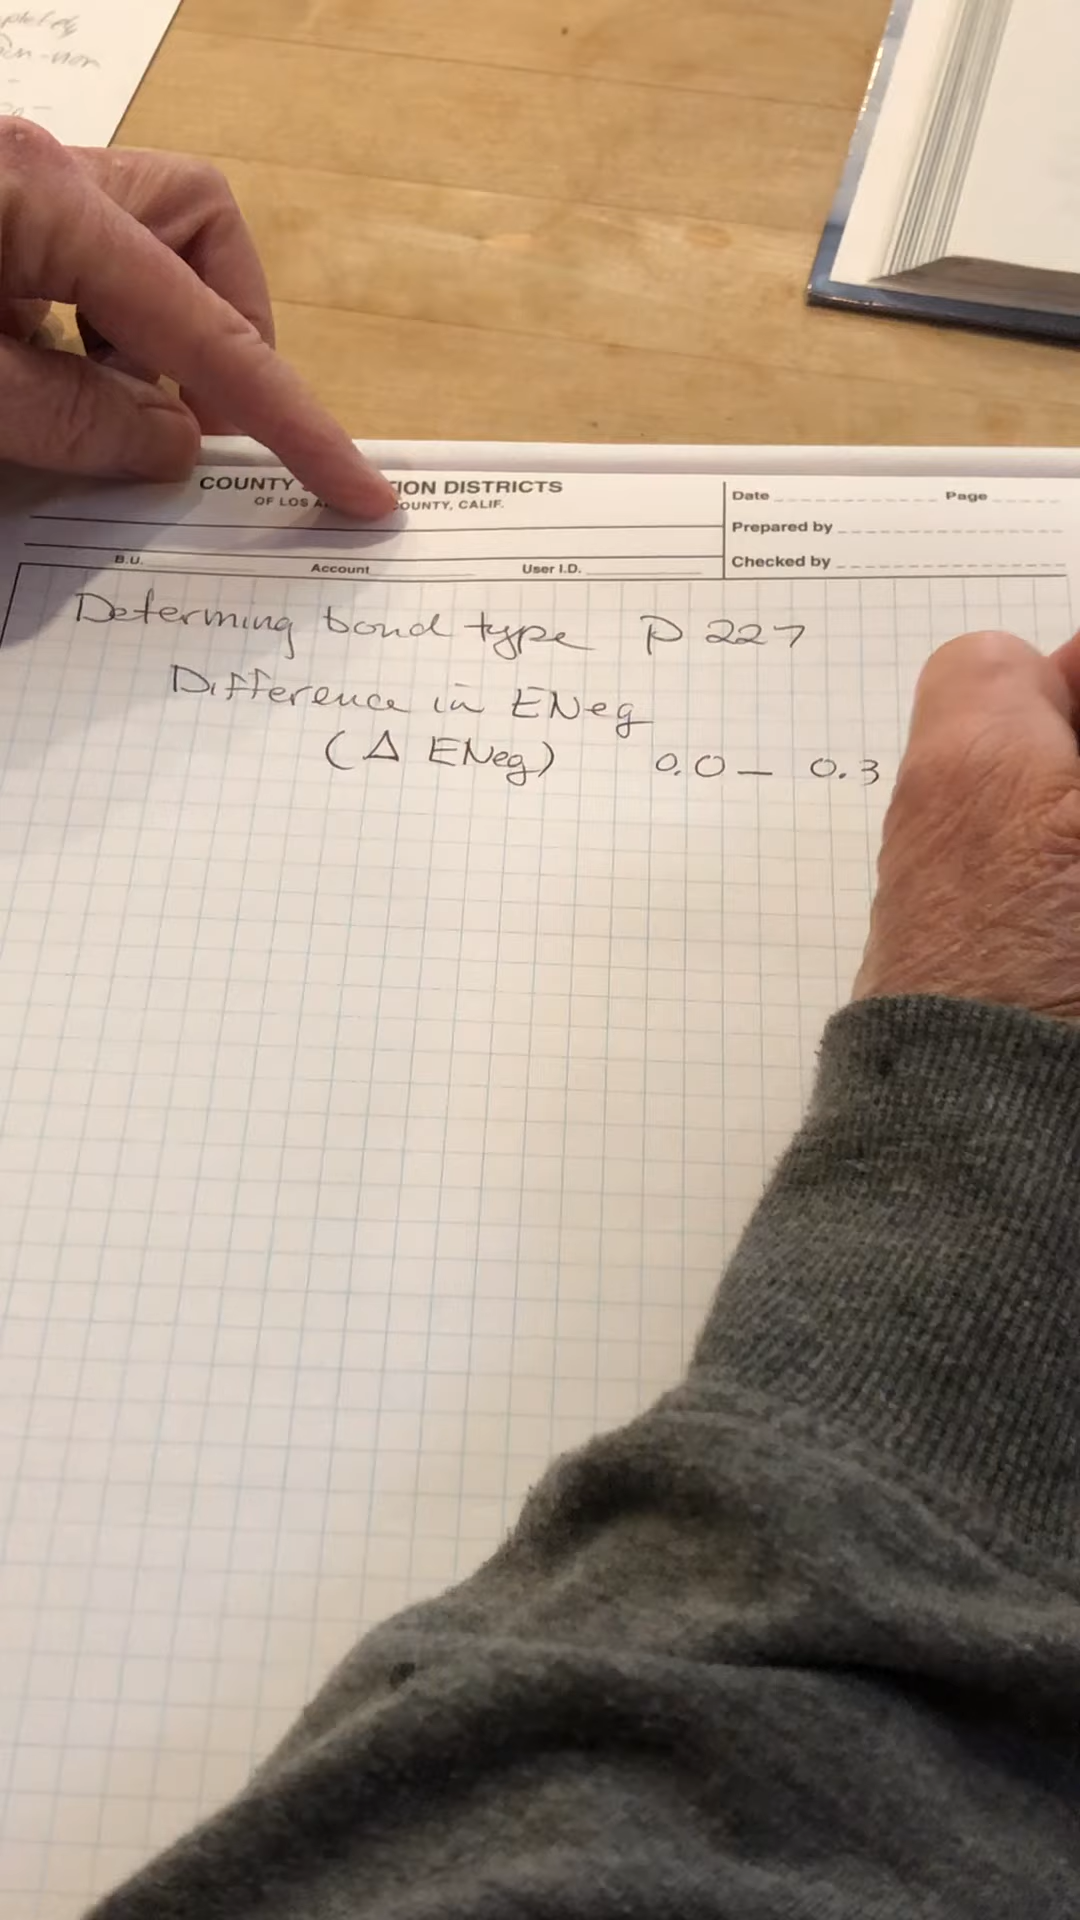 COUNTY TION DISTRICTS
OF LOS A COUNTY, CALIF.
Date Page
Prepared by
Checked by
B.U. Account User I.D.
Determing bond type P 227
Difference in ENeg
(Δ ENeg) 0.0 — 0.3